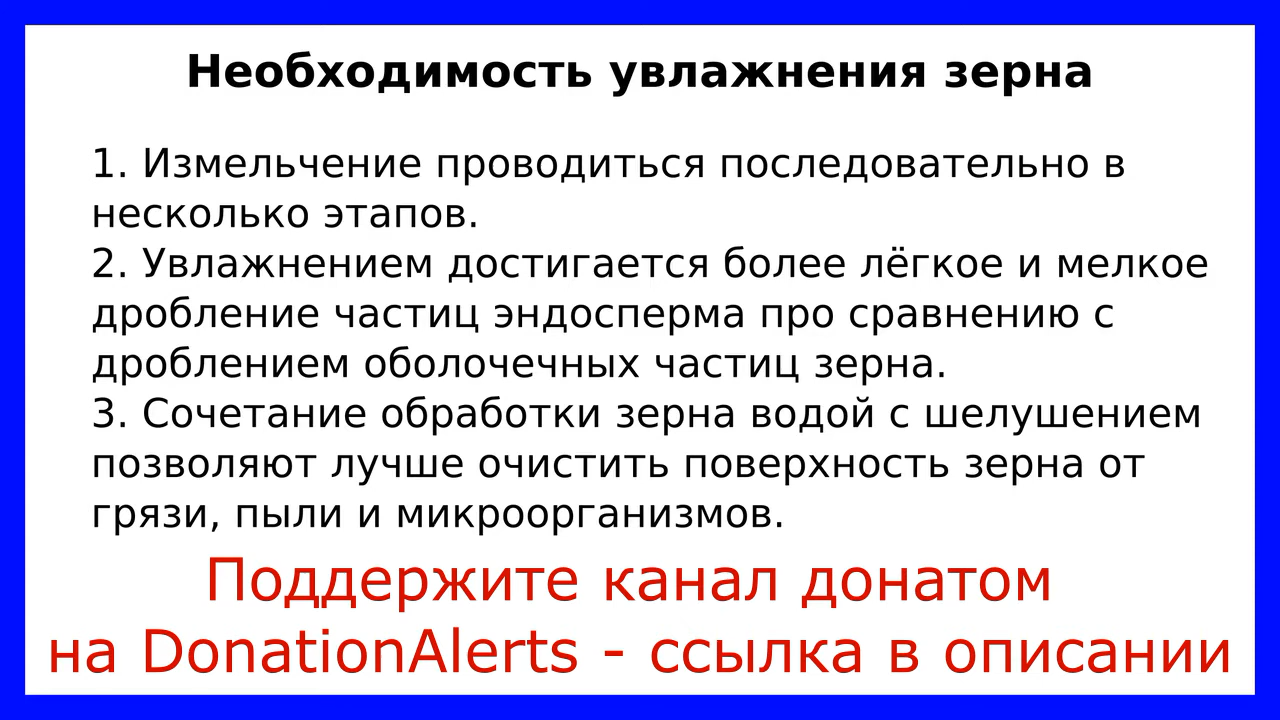 Необходимость увлажнения зерна
1. Измельчение проводиться последовательно в
несколько этапов.
2. Увлажнением достигается более лёгкое и мелкое
дробление частиц эндосперма про сравнению с
дроблением оболочечных частиц зерна.
3. Сочетание обработки зерна водой с шелушением
позволяют лучше очистить поверхность зерна от
грязи, пыли и микроорганизмов.
Поддержите канал донатом
на DonationAlerts - ссылка в описании